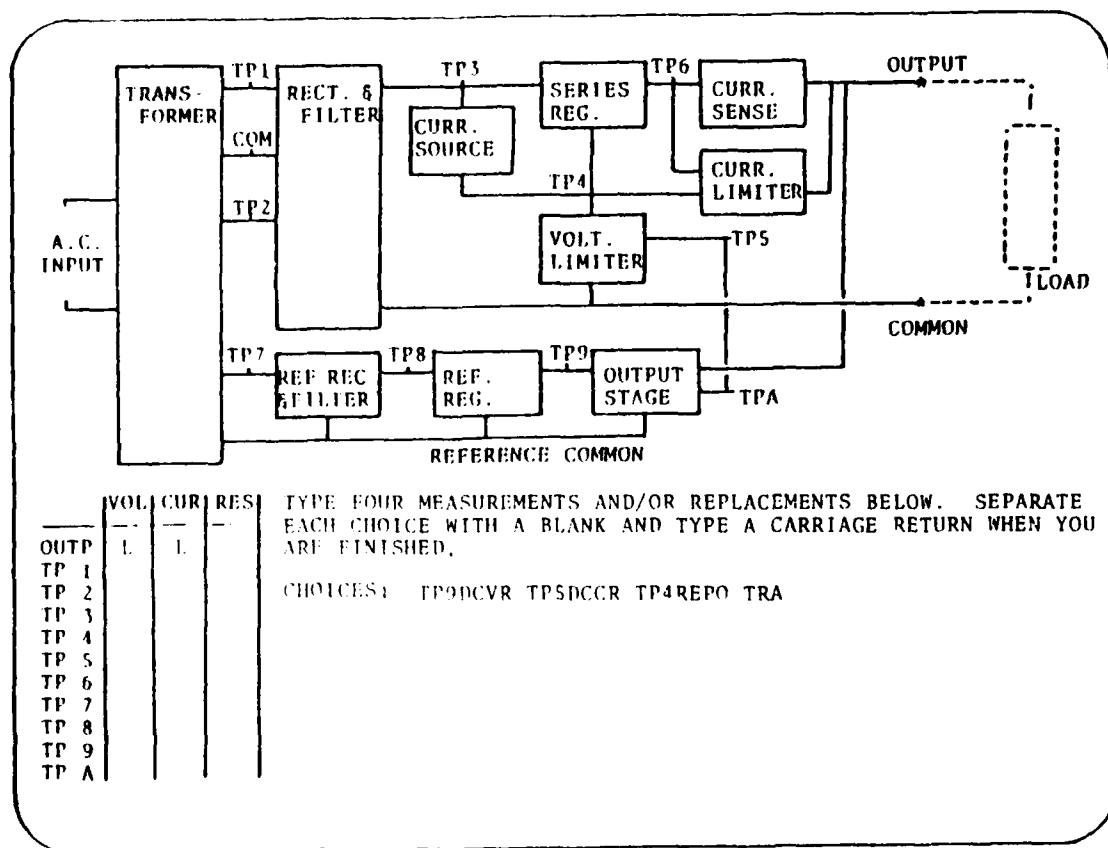 TRANS-
FORMER
TP1
COM
TP2
RECT. &
FILTER
TP3
CURR.
SOURCE
TP4
SERIES
REG.
TP6
CURR.
SENSE
CURR.
LIMITER
VOLT.
LIMITER
TP5
OUTPUT
LOAD
COMMON
A.C.
INPUT
TP7
REF REC
&FILTER
TP8
REF.
REG.
TP9
OUTPUT
STAGE
TPA
REFERENCE COMMON
VOL CUR RES
OUTP L L
TP 1
TP 2
TP 3
TP 4
TP 5
TP 6
TP 7
TP 8
TP 9
TP A
TYPE FOUR MEASUREMENTS AND/OR REPLACEMENTS BELOW. SEPARATE
EACH CHOICE WITH A BLANK AND TYPE A CARRIAGE RETURN WHEN YOU
ARE FINISHED.
CHOICES: TP9DCVR TP5DCCR TP4REPO TRA